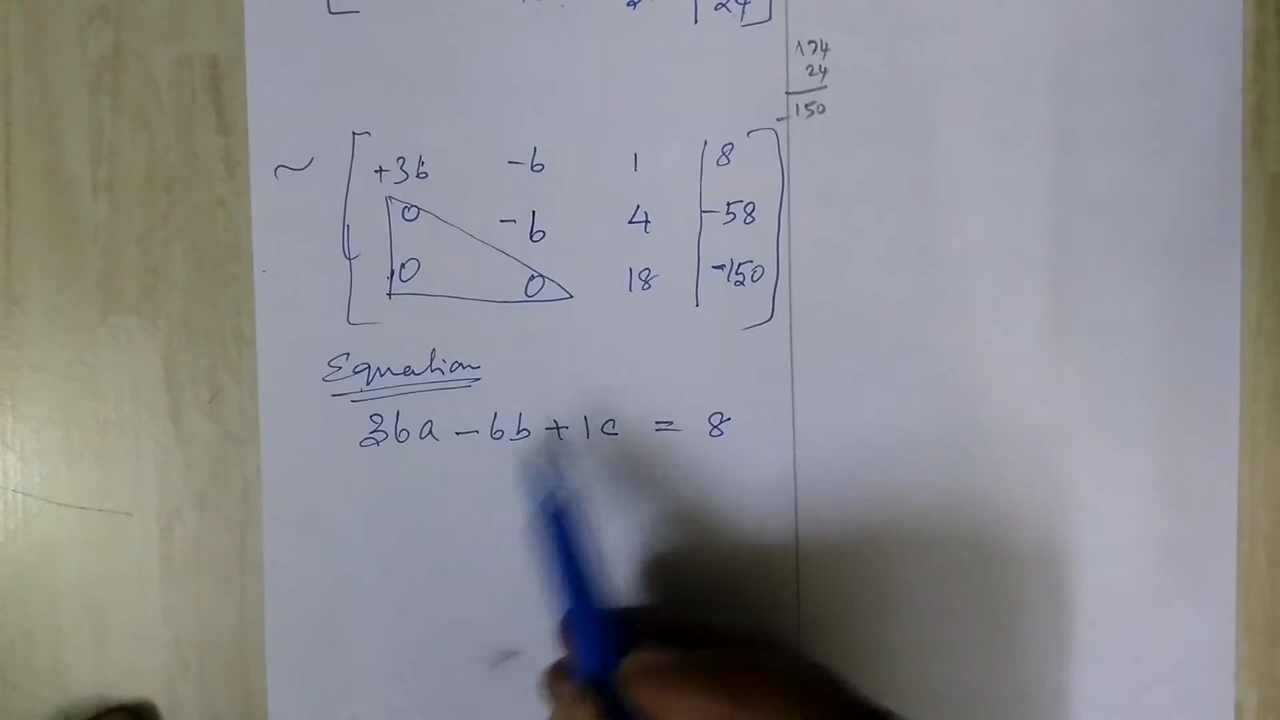 24
174
24
-150
~ +36 -6 1 8
0 -6 4 -58
0 0 18 -150
Equation
36a - 6b + 1c = 8